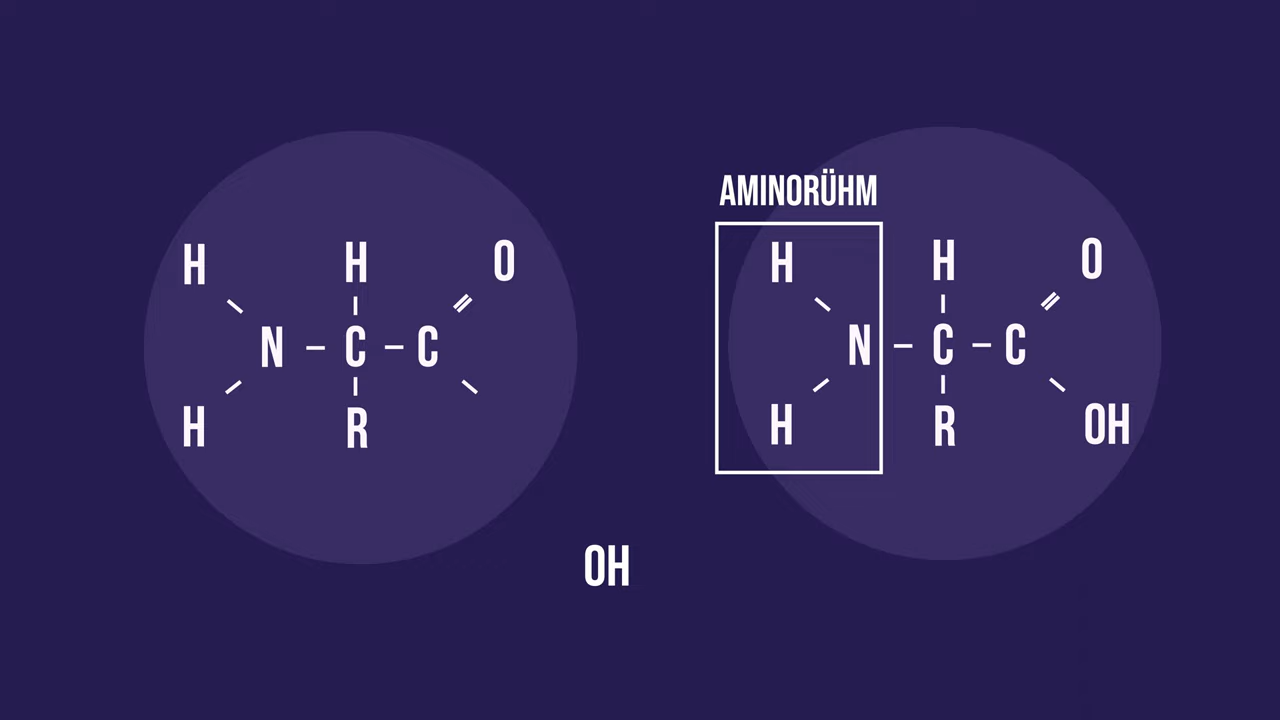 AMINORÜHM
H H O
N – C – C
H R
OH
H H O
N – C – C
H R OH